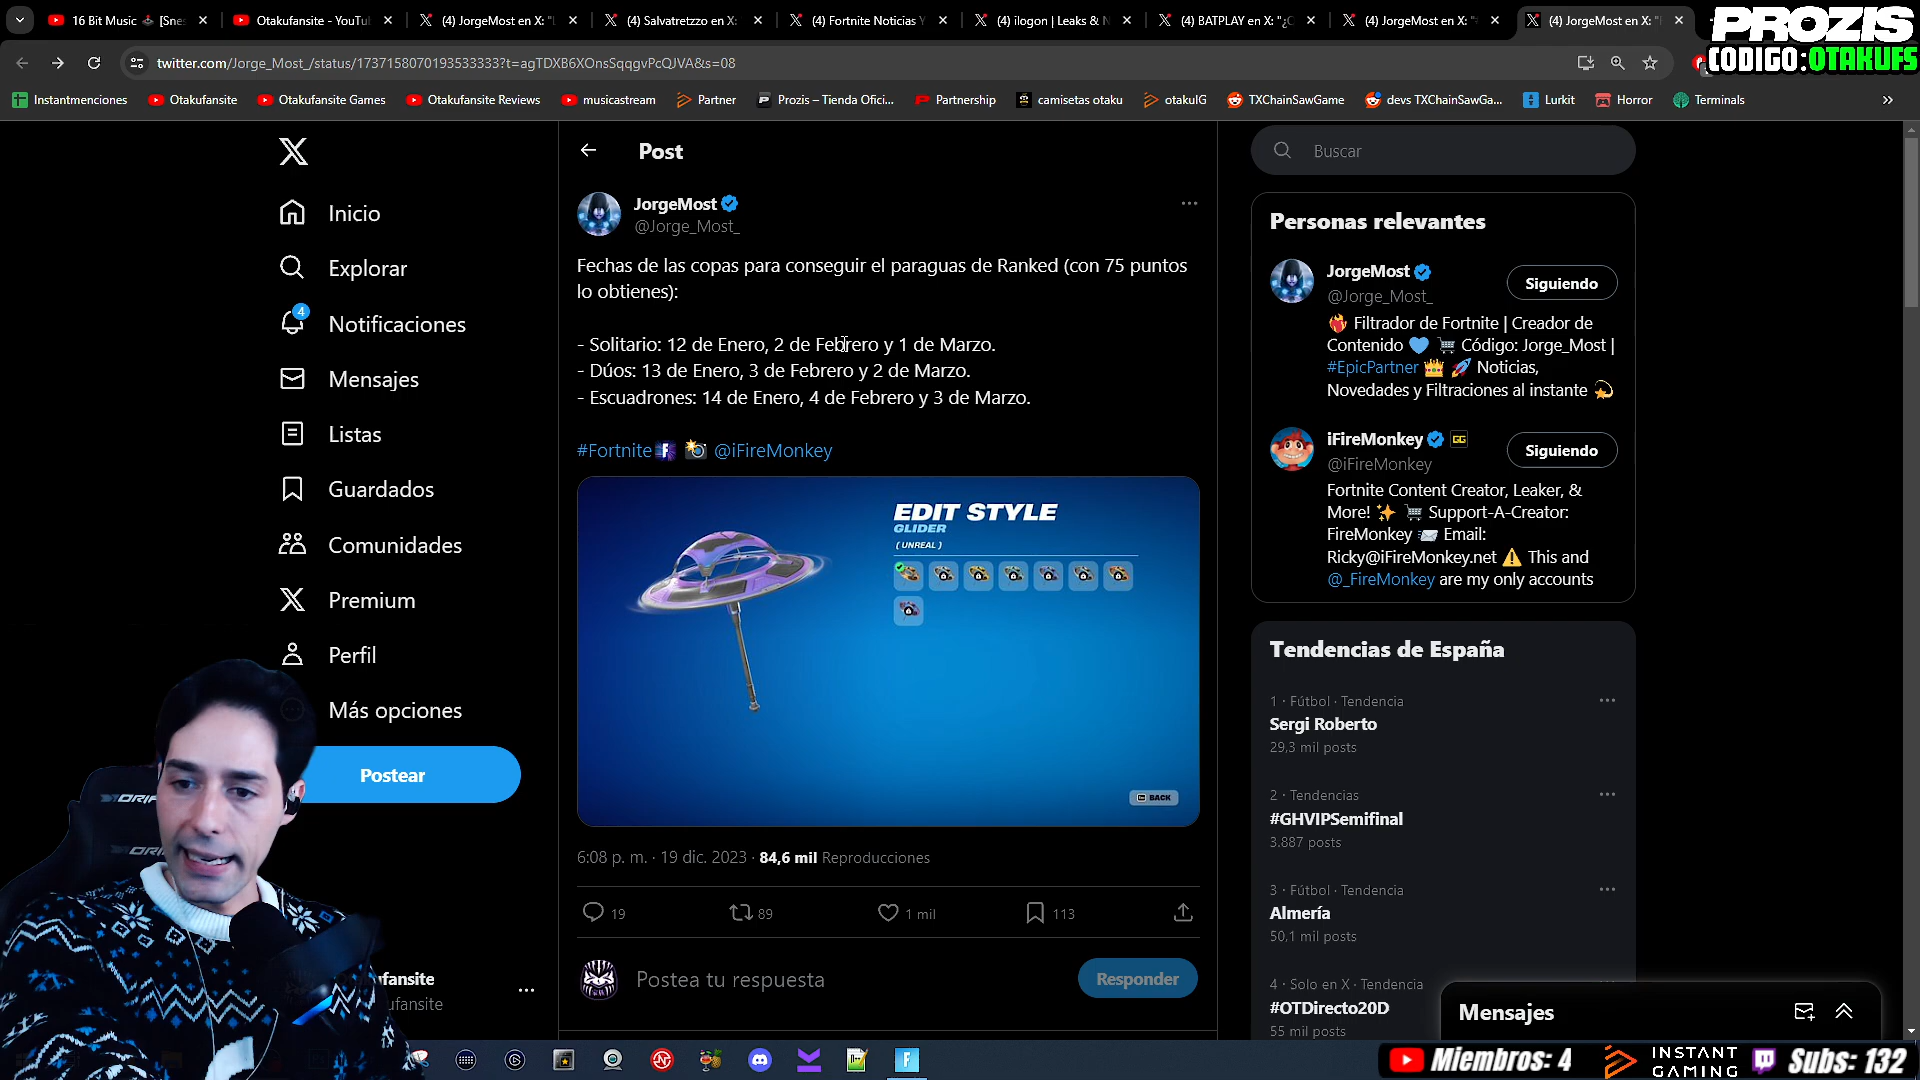 16 Bit Music
[Snes
Otakufansite - YouTu
(4) JorgeMost en X: "L
(4) Salvatretzzo en X:
(4) Fortnite Noticias Y
(4) ilogon | Leaks & N
(4) BATPLAY en X: "¿C
(4) JorgeMost en X: "
(4) JorgeMost en X: "
PROZIS
CODIGO:OTAKUFS
twitter.com/Jorge_Most_/status/1737158070193533333?t=agTDXB6XOnsSqqgvPcQJVA&s=08
Instantmenciones
Otakufansite
Otakufansite Games
Otakufansite Reviews
musicastream
Partner
Prozis – Tienda Ofici...
Partnership
camisetas otaku
otakuIG
TXChainSawGame
devs TXChainSawGa...
Lurkit
Horror
Terminals
Inicio
Explorar
4
Notificaciones
Mensajes
Listas
Guardados
Comunidades
Premium
Perfil
Más opciones
Postear
Post
JorgeMost
@Jorge_Most_
Fechas de las copas para conseguir el paraguas de Ranked (con 75 puntos
lo obtienes):
- Solitario: 12 de Enero, 2 de Febrero y 1 de Marzo.
- Dúos: 13 de Enero, 3 de Febrero y 2 de Marzo.
- Escuadrones: 14 de Enero, 4 de Febrero y 3 de Marzo.
#Fortnite @iFireMonkey
EDIT STYLE
GLIDER
( UNREAL )
BACK
6:08 p. m. · 19 dic. 2023 · 84,6 mil Reproducciones
19
89
1 mil
113
Postea tu respuesta
Responder
Buscar
Personas relevantes
JorgeMost
@Jorge_Most_
Siguiendo
Filtrador de Fortnite | Creador de
Contenido 💙 🛒 Código: Jorge_Most |
#EpicPartner 👑 🚀 Noticias,
Novedades y Filtraciones al instante 💫
iFireMonkey
@iFireMonkey
Siguiendo
Fortnite Content Creator, Leaker, &
More! ✨ 🛒 Support-A-Creator:
FireMonkey 📨 Email:
Ricky@iFireMonkey.net ⚠️ This and
@_FireMonkey are my only accounts
Tendencias de España
1 · Fútbol · Tendencia
Sergi Roberto
29,3 mil posts
2 · Tendencias
#GHVIPSemifinal
3.887 posts
3 · Fútbol · Tendencia
Almería
50,1 mil posts
4 · Solo en X · Tendencia
#OTDirecto20D
55 mil posts
Mensajes
ufansite
ufansite
Miembros: 4
INSTANT
GAMING
Subs: 132